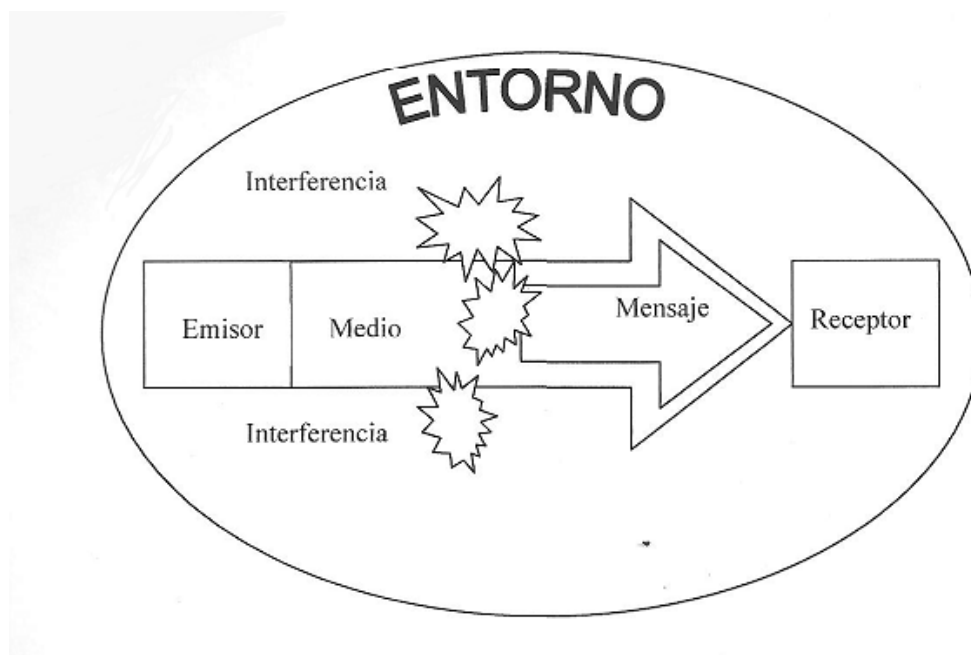 ENTORNO
Interferencia
Emisor
Medio
Mensaje
Receptor
Interferencia